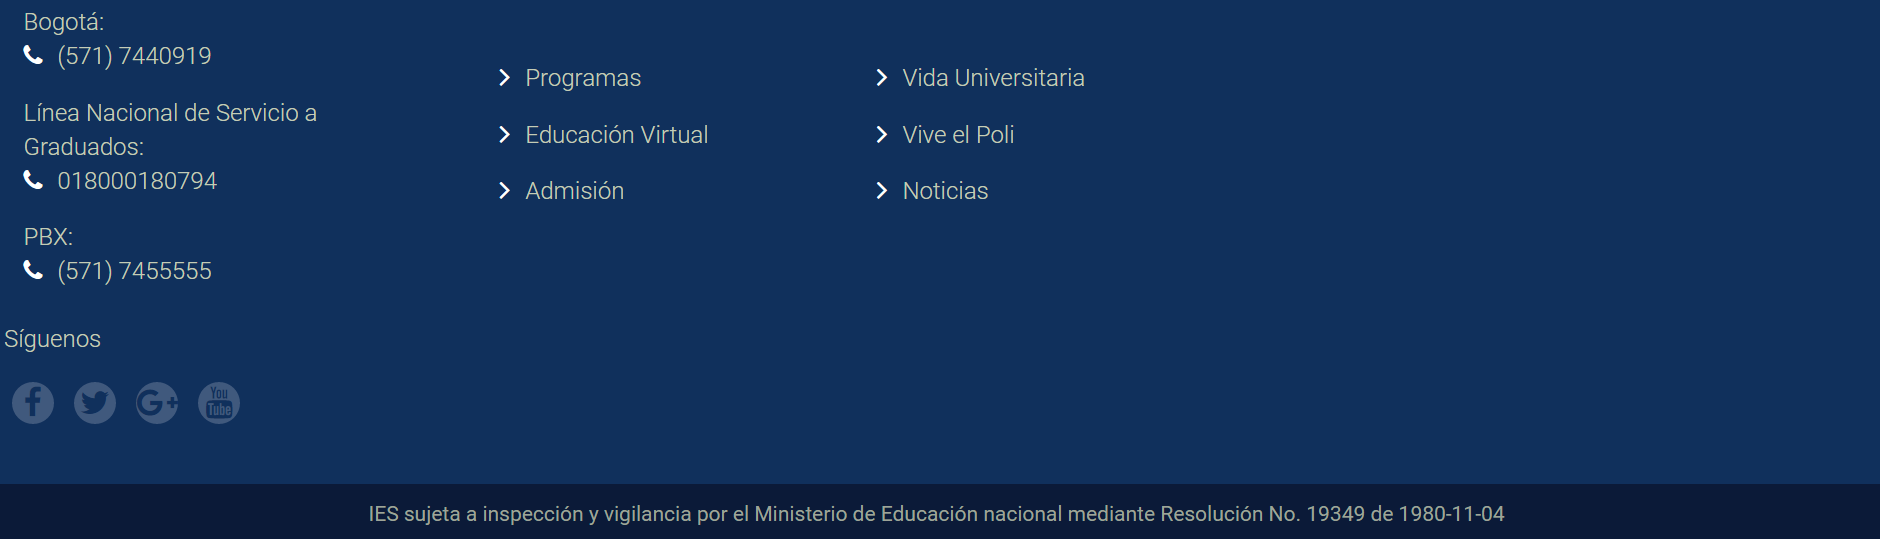 Bogotá:
(571) 7440919
Línea Nacional de Servicio a
Graduados:
018000180794
PBX:
(571) 7455555
Síguenos
You
Tube
Programas
Educación Virtual
Admisión
Vida Universitaria
Vive el Poli
Noticias
IES sujeta a inspección y vigilancia por el Ministerio de Educación nacional mediante Resolución No. 19349 de 1980-11-04